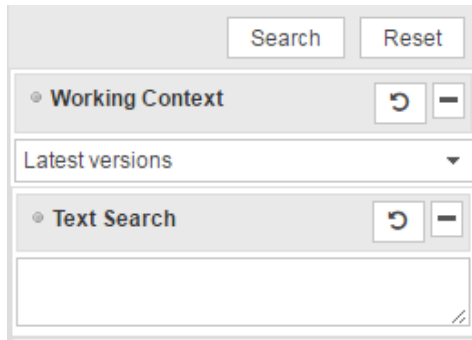 Search Reset
Working Context
Latest versions
Text Search